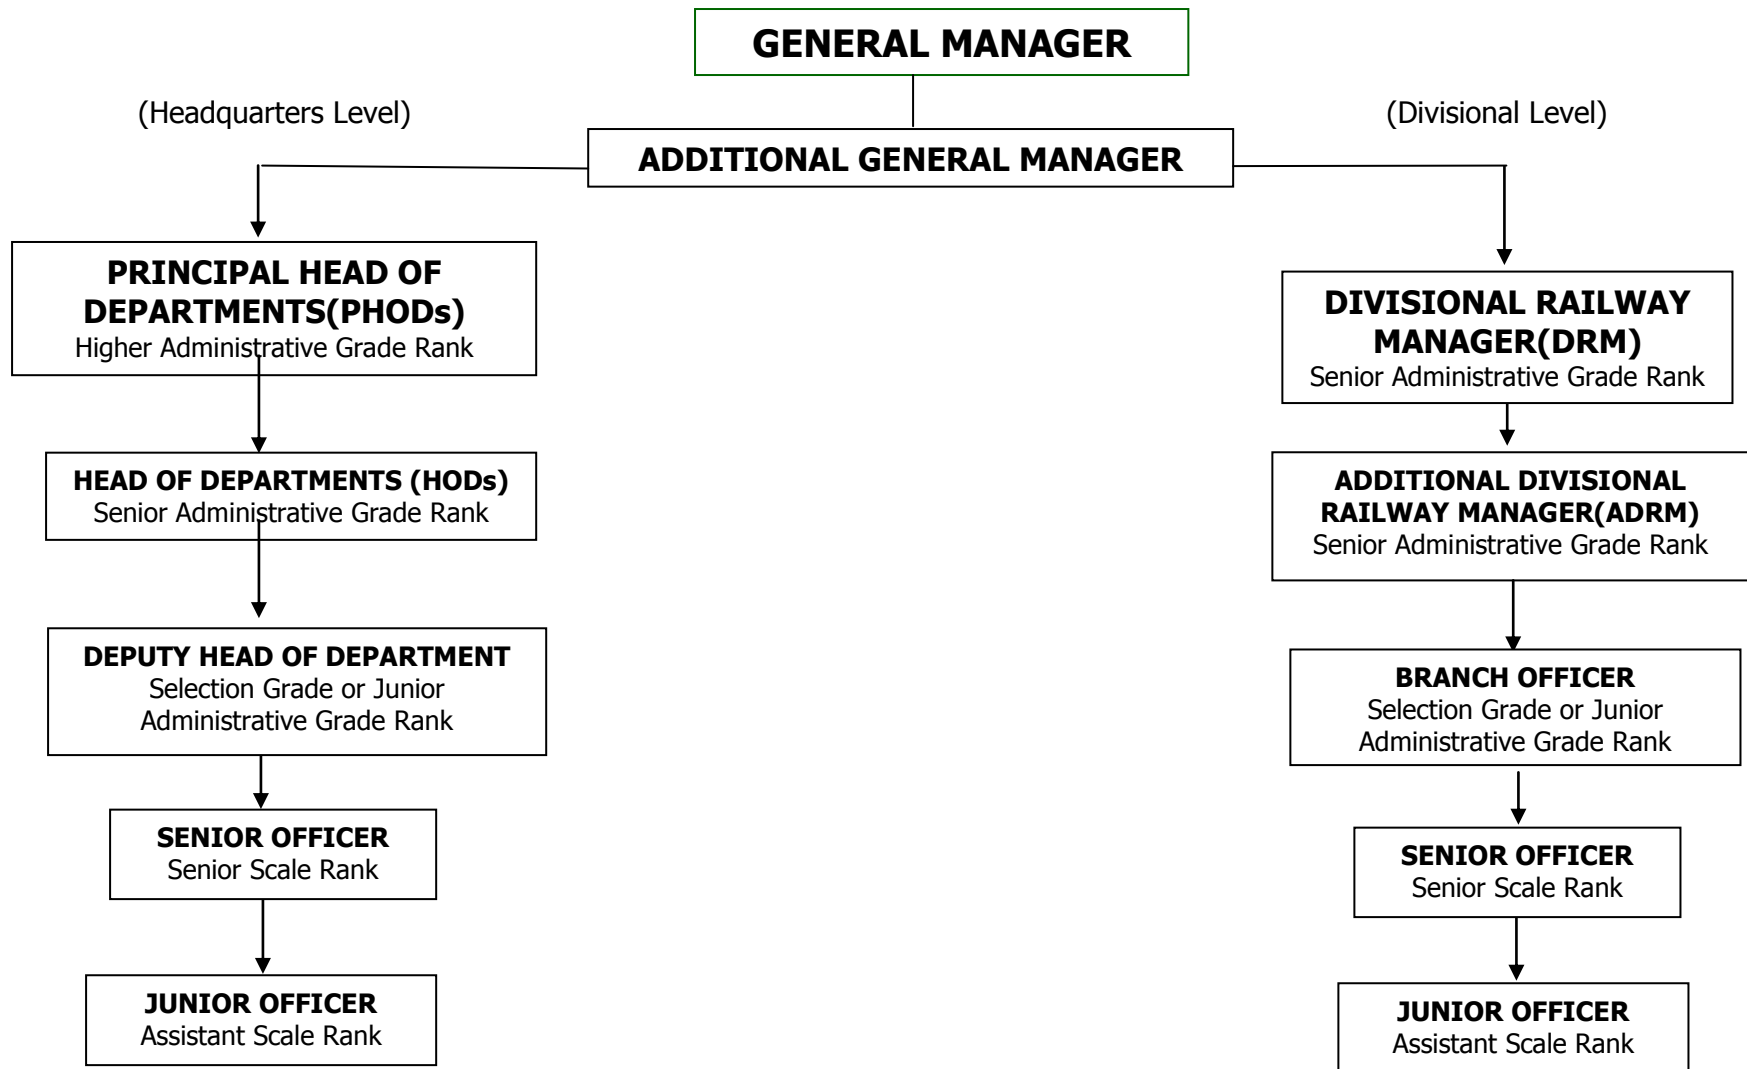 GENERAL MANAGER
(Headquarters Level)
(Divisional Level)
ADDITIONAL GENERAL MANAGER
PRINCIPAL HEAD OF
DEPARTMENTS(PHODs)
Higher Administrative Grade Rank
HEAD OF DEPARTMENTS (HODs)
Senior Administrative Grade Rank
DEPUTY HEAD OF DEPARTMENT
Selection Grade or Junior
Administrative Grade Rank
SENIOR OFFICER
Senior Scale Rank
JUNIOR OFFICER
Assistant Scale Rank
DIVISIONAL RAILWAY
MANAGER(DRM)
Senior Administrative Grade Rank
ADDITIONAL DIVISIONAL
RAILWAY MANAGER(ADRM)
Senior Administrative Grade Rank
BRANCH OFFICER
Selection Grade or Junior
Administrative Grade Rank
SENIOR OFFICER
Senior Scale Rank
JUNIOR OFFICER
Assistant Scale Rank